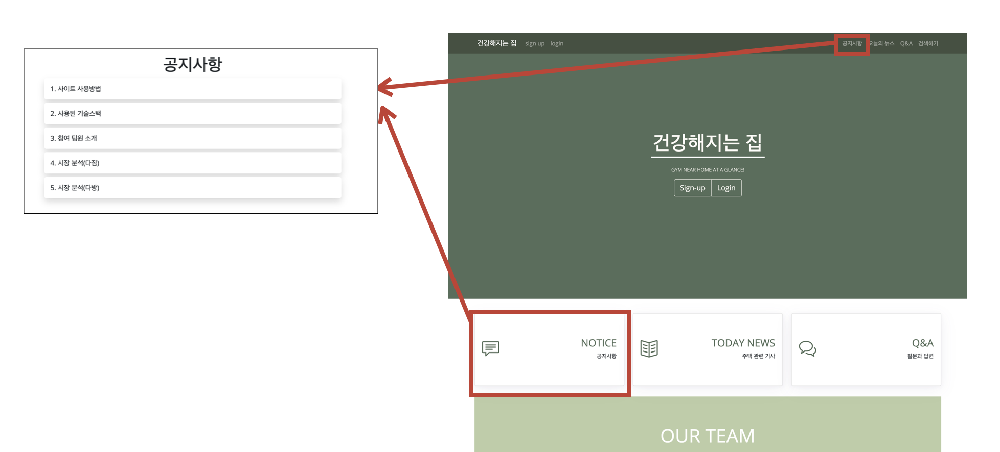 공지사항
1. 사이트 사용방법
2. 사용된 기술스택
3. 참여 팀원 소개
4. 시장 분석(다짐)
5. 시장 분석(다방)
건강해지는 집 sign up login 공지사항 오늘의 뉴스 Q&A 검색하기
건강해지는 집
GYM NEAR HOME AT A GLANCE!
Sign-up Login
NOTICE
공지사항
TODAY NEWS
주택 관련 기사
Q&A
질문과 답변
OUR TEAM